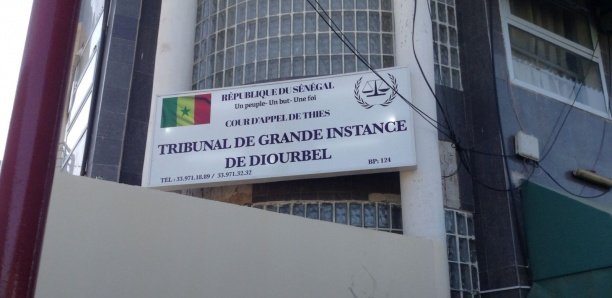 RÉPUBLIQUE DU SÉNÉGAL
Un peuple- Un but- Une foi
COUR D'APPEL DE THIES
TRIBUNAL DE GRANDE INSTANCE
DE DIOURBEL
BP: 124
TÉL : 33.971.18.89 / 33.971.32.32